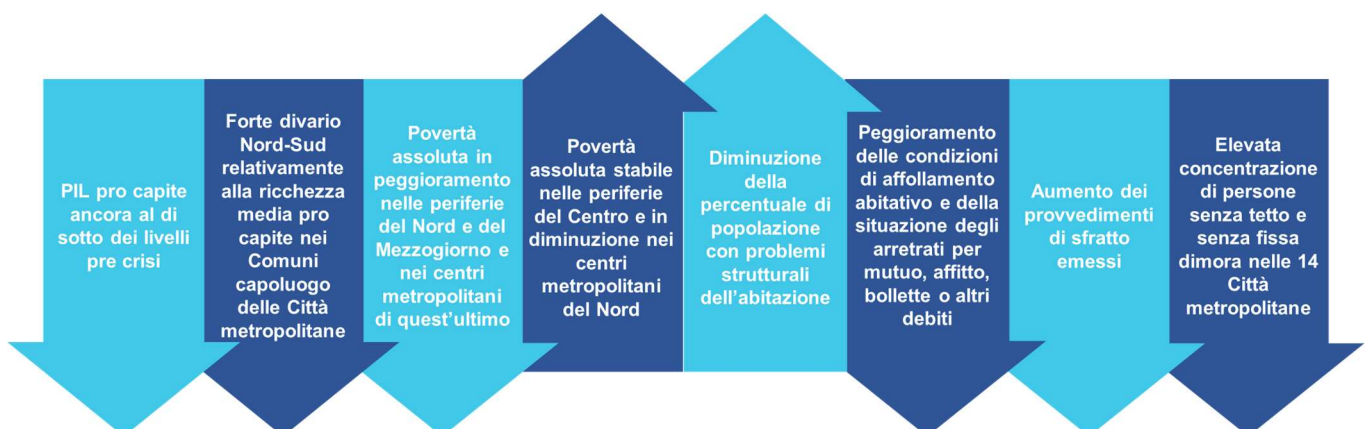 PIL pro capite
ancora al di
sotto dei livelli
pre crisi
Forte divario
Nord-Sud
relativamente
alla ricchezza
media pro
capite nei
Comuni
capoluogo
delle Città
metropolitane
Povertà
assoluta in
peggioramento
nelle periferie
del Nord e del
Mezzogiorno e
nei centri
metropolitani
di quest'ultimo
Povertà
assoluta stabile
nelle periferie
del Centro e in
diminuzione nei
centri
metropolitani
del Nord
Diminuzione
della
percentuale di
popolazione
con problemi
strutturali
dell'abitazione
Peggioramento
delle condizioni
di affollamento
abitativo e della
situazione degli
arretrati per
mutuo, affitto,
bollette o altri
debiti
Aumento dei
provvedimenti
di sfratto
emessi
Elevata
concentrazione
di persone
senza tetto e
senza fissa
dimora nelle 14
Città
metropolitane